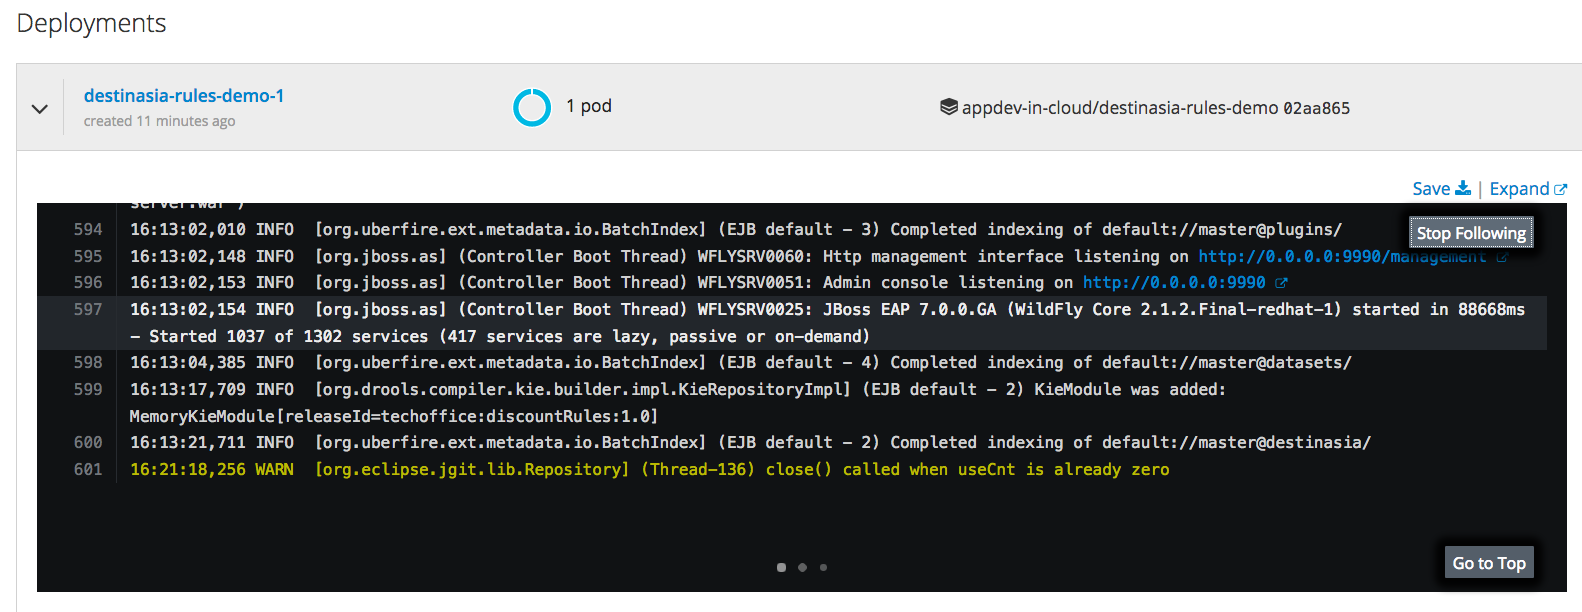 Deployments
destinasia-rules-demo-1
created 11 minutes ago
1 pod
appdev-in-cloud/destinasia-rules-demo 02aa865
Save | Expand
server.war")
594 16:13:02,010 INFO [org.uberfire.ext.metadata.io.BatchIndex] (EJB default - 3) Completed indexing of default://master@plugins/
Stop Following
595 16:13:02,148 INFO [org.jboss.as] (Controller Boot Thread) WFLYSRV0060: Http management interface listening on http://0.0.0.0:9990/management
596 16:13:02,153 INFO [org.jboss.as] (Controller Boot Thread) WFLYSRV0051: Admin console listening on http://0.0.0.0:9990
597 16:13:02,154 INFO [org.jboss.as] (Controller Boot Thread) WFLYSRV0025: JBoss EAP 7.0.0.GA (WildFly Core 2.1.2.Final-redhat-1) started in 88668ms
- Started 1037 of 1302 services (417 services are lazy, passive or on-demand)
598 16:13:04,385 INFO [org.uberfire.ext.metadata.io.BatchIndex] (EJB default - 4) Completed indexing of default://master@datasets/
599 16:13:17,709 INFO [org.drools.compiler.kie.builder.impl.KieRepositoryImpl] (EJB default - 2) KieModule was added:
MemoryKieModule[releaseId=techoffice:discountRules:1.0]
600 16:13:21,711 INFO [org.uberfire.ext.metadata.io.BatchIndex] (EJB default - 2) Completed indexing of default://master@destinasia/
601 16:21:18,256 WARN [org.eclipse.jgit.lib.Repository] (Thread-136) close() called when useCnt is already zero
Go to Top